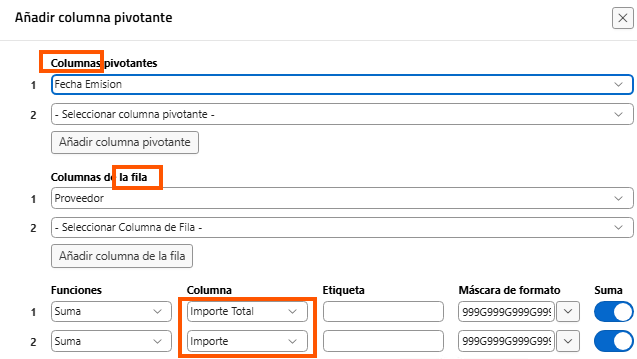 Añadir columna pivotante
Columnas pivotantes
1 Fecha Emision
2 - Seleccionar columna pivotante -
Añadir columna pivotante
Columnas de la fila
1 Proveedor
2 - Seleccionar Columna de Fila -
Añadir columna de la fila
Funciones Columna Etiqueta Máscara de formato Suma
1 Suma Importe Total 999G999G999G999
2 Suma Importe 999G999G999G999